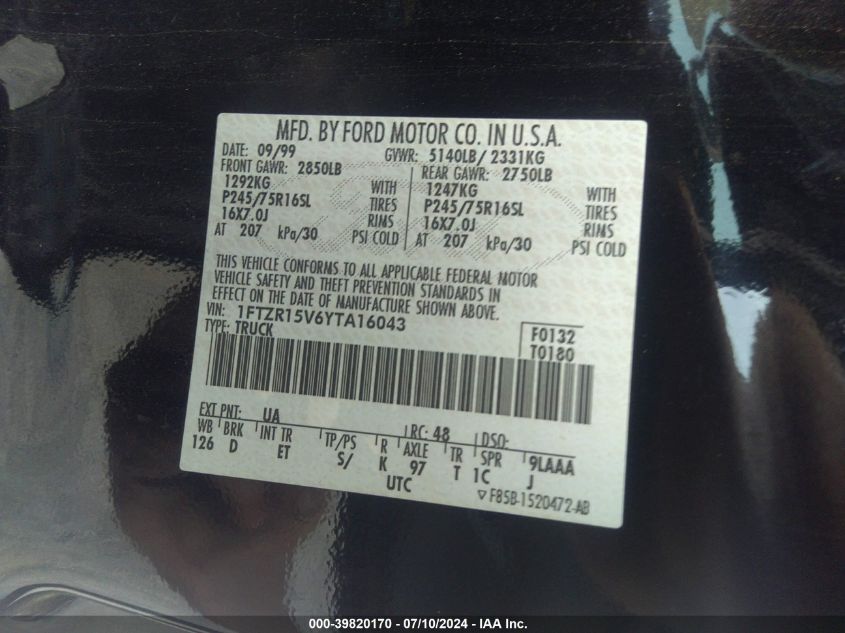 MFD. BY FORD MOTOR CO. IN U.S.A.
DATE: 09/99 GVWR: 5140LB/ 2331KG
FRONT GAWR: 2850LB REAR GAWR: 2750LB
1292KG WITH 1247KG WITH
P245/75R16SL TIRES P245/75R16SL TIRES
16X7.0J RIMS 16X7.0J RIMS
AT 207 kPa/30 PSI COLD AT 207 kPa/30 PSI COLD
THIS VEHICLE CONFORMS TO ALL APPLICABLE FEDERAL MOTOR
VEHICLE SAFETY AND THEFT PREVENTION STANDARDS IN
EFFECT ON THE DATE OF MANUFACTURE SHOWN ABOVE.
VIN: 1FTZR15V6YTA16043
TYPE: TRUCK F0132
T0180
EXT PNT: UA RC: 48 DSO:
WB BRK INT TR TP/PS R AXLE TR SPR 9LAAA
126 D ET S/ K 97 T 1C J
UTC
F85B-1520472-AB
000-39820170 - 07/10/2024 - IAA Inc.